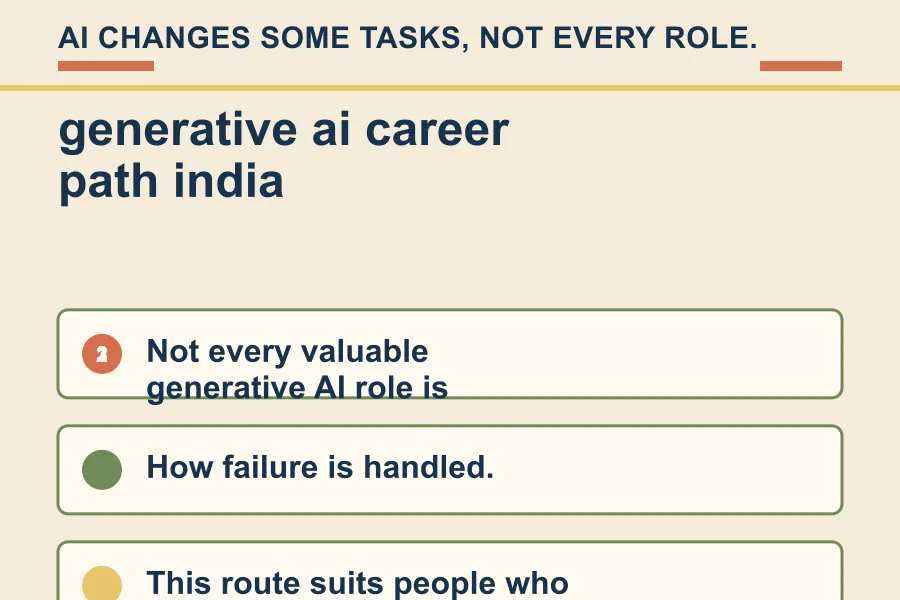 AI CHANGES SOME TASKS, NOT EVERY ROLE.
generative ai career
path india
Not every valuable
generative AI role is
How failure is handled.
This route suits people who